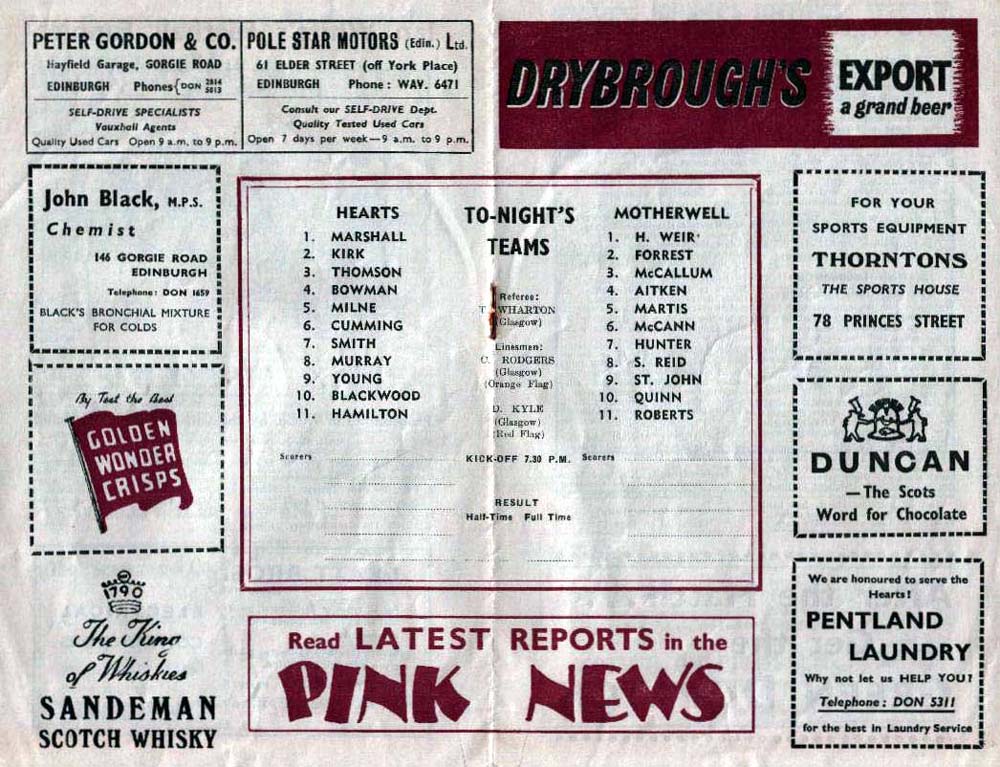 PETER GORDON & CO.
Hayfield Garage, GORGIE ROAD
EDINBURGH Phones { DON 2814
5013
SELF-DRIVE SPECIALISTS
Vauxhall Agents
Quality Used Cars Open 9 a.m. to 9 p.m.
POLE STAR MOTORS (Edin.) Ltd.
61 ELDER STREET (off York Place)
EDINBURGH Phone: WAV. 6471
Consult our SELF-DRIVE Dept.
Quality Tested Used Cars
Open 7 days per week—9 a.m. to 9 p.m.
DRYBROUGH'S
EXPORT
a grand beer
John Black, M.P.S.
Chemist
146 GORGIE ROAD
EDINBURGH
Telephone: DON 1659
BLACK'S BRONCHIAL MIXTURE
FOR COLDS
By Test the Best
GOLDEN
WONDER
CRISPS
1790
The King
of Whiskies
SANDEMAN
SCOTCH WHISKY
HEARTS
1. MARSHALL
2. KIRK
3. THOMSON
4. BOWMAN
5. MILNE
6. CUMMING
7. SMITH
8. MURRAY
9. YOUNG
10. BLACKWOOD
11. HAMILTON
Scorers
TO-NIGHT'S
TEAMS
Referee:
T. WHARTON
(Glasgow)
Linesmen:
C. RODGERS
(Glasgow)
(Orange Flag)
D. KYLE
(Glasgow)
(Red Flag)
KICK-OFF 7.30 P.M.
RESULT
Half-Time Full Time
MOTHERWELL
1. H. WEIR
2. FORREST
3. McCALLUM
4. AITKEN
5. MARTIS
6. McCANN
7. HUNTER
8. S. REID
9. ST. JOHN
10. QUINN
11. ROBERTS
Scorers
Read LATEST REPORTS in the
PINK NEWS
FOR YOUR
SPORTS EQUIPMENT
THORNTONS
THE SPORTS HOUSE
78 PRINCES STREET
DUNCAN
—The Scots
Word for Chocolate
We are honoured to serve the
Hearts!
PENTLAND
LAUNDRY
Why not let us HELP YOU?
Telephone: DON 5311
for the best in Laundry Service